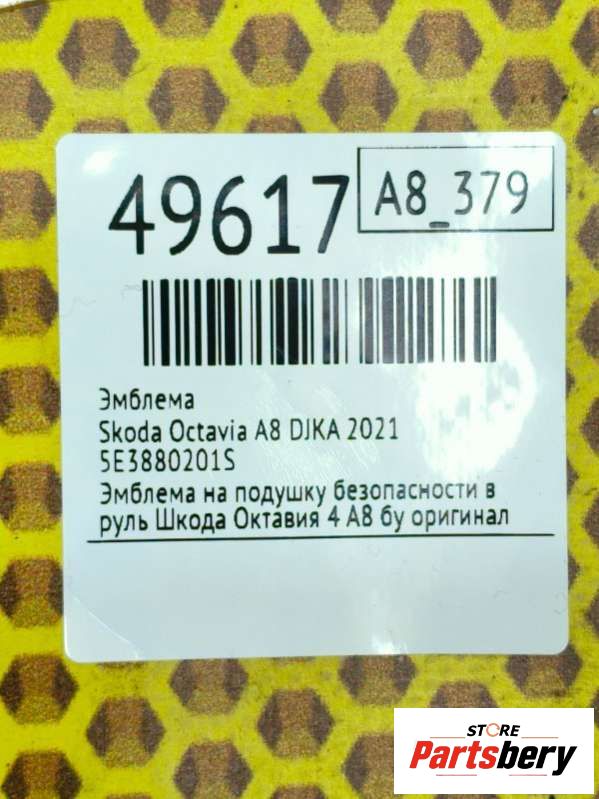 49617
A8_379
Эмблема
Skoda Octavia A8 DJKA 2021
5E3880201S
Эмблема на подушку безопасности в
руль Шкода Октавия 4 А8 бу оригинал
STORE
Partsbery